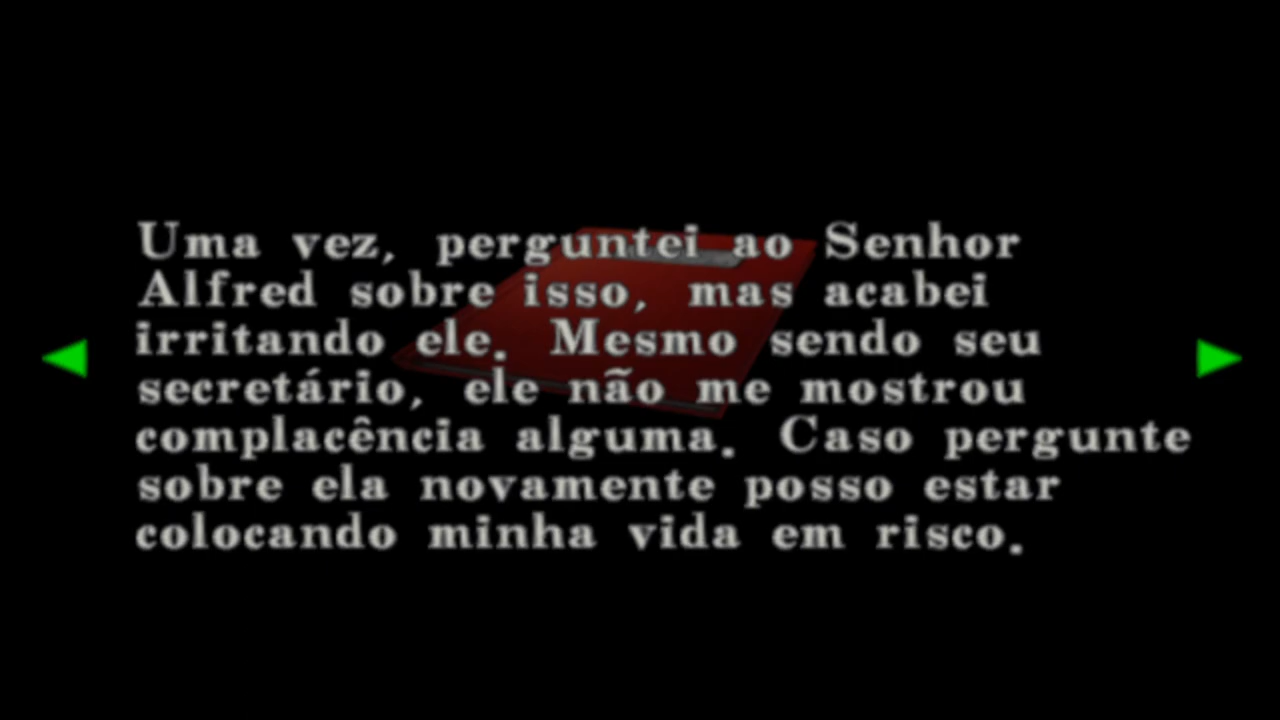 Uma vez, perguntei ao Senhor
Alfred sobre isso, mas acabei
irritando ele. Mesmo sendo seu
secretário, ele não me mostrou
complacência alguma. Caso pergunte
sobre ela novamente posso estar
colocando minha vida em risco.